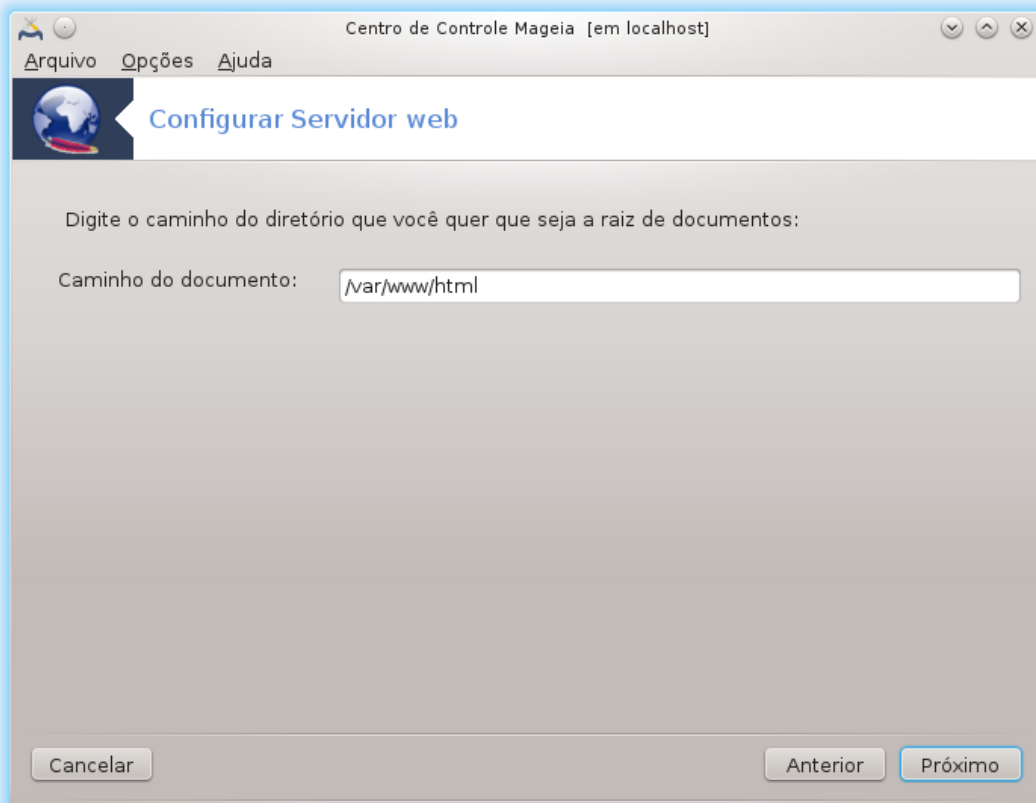 Centro de Controle Mageia [em localhost]
Arquivo Opções Ajuda
Configurar Servidor web
Digite o caminho do diretório que você quer que seja a raiz de documentos:
Caminho do documento: /var/www/html
Cancelar Anterior Próximo